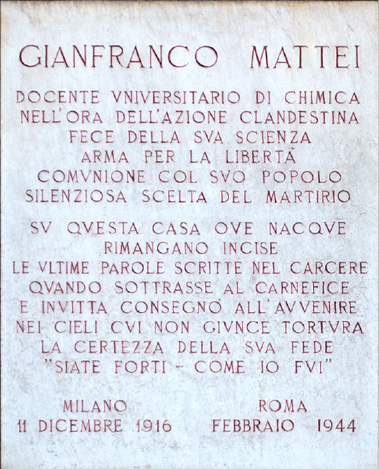 GIANFRANCO MATTEI
DOCENTE VNIVERSITARIO DI CHIMICA
NELL'ORA DELL'AZIONE CLANDESTINA
FECE DELLA SVA SCIENZA
ARMA PER LA LIBERTÀ
COMVNIONE COL SVO POPOLO
SILENZIOSA SCELTA DEL MARTIRIO
SV QVESTA CASA OVE NACQVE
RIMANGANO INCISE
LE VLTIME PAROLE SCRITTE NEL CARCERE
QVANDO SOTTRASSE AL CARNEFICE
E INVITTA CONSEGNÒ ALL'AVVENIRE
NEI CIELI CVI NON GIVNCE TORTVRA
LA CERTEZZA DELLA SVA FEDE
"SIATE FORTI - COME IO FVI"
MILANO ROMA
11 DICEMBRE 1916 FEBBRAIO 1944